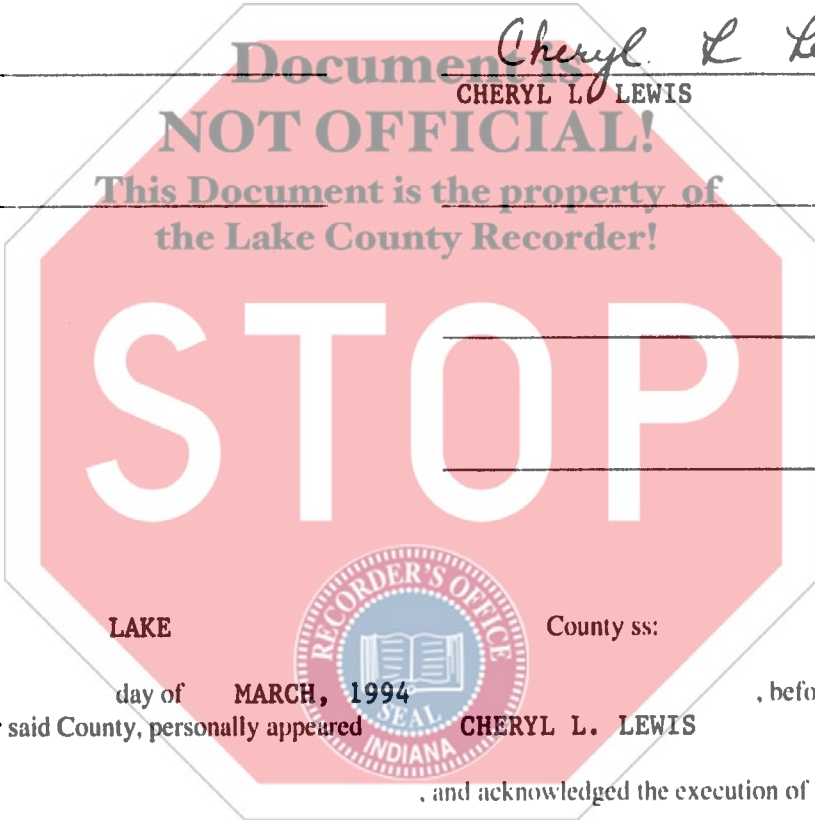 Cheryl L
Document is
CHERYL L. LEWIS
NOT OFFICIAL!
This Document is the property of
the Lake County Recorder!
STOP
RECORDER'S OFFICE
LAKE County ss:
day of MARCH, 1994 , befo
SEAL
said County, personally appeared CHERYL L. LEWIS
INDIANA
, and acknowledged the execution of